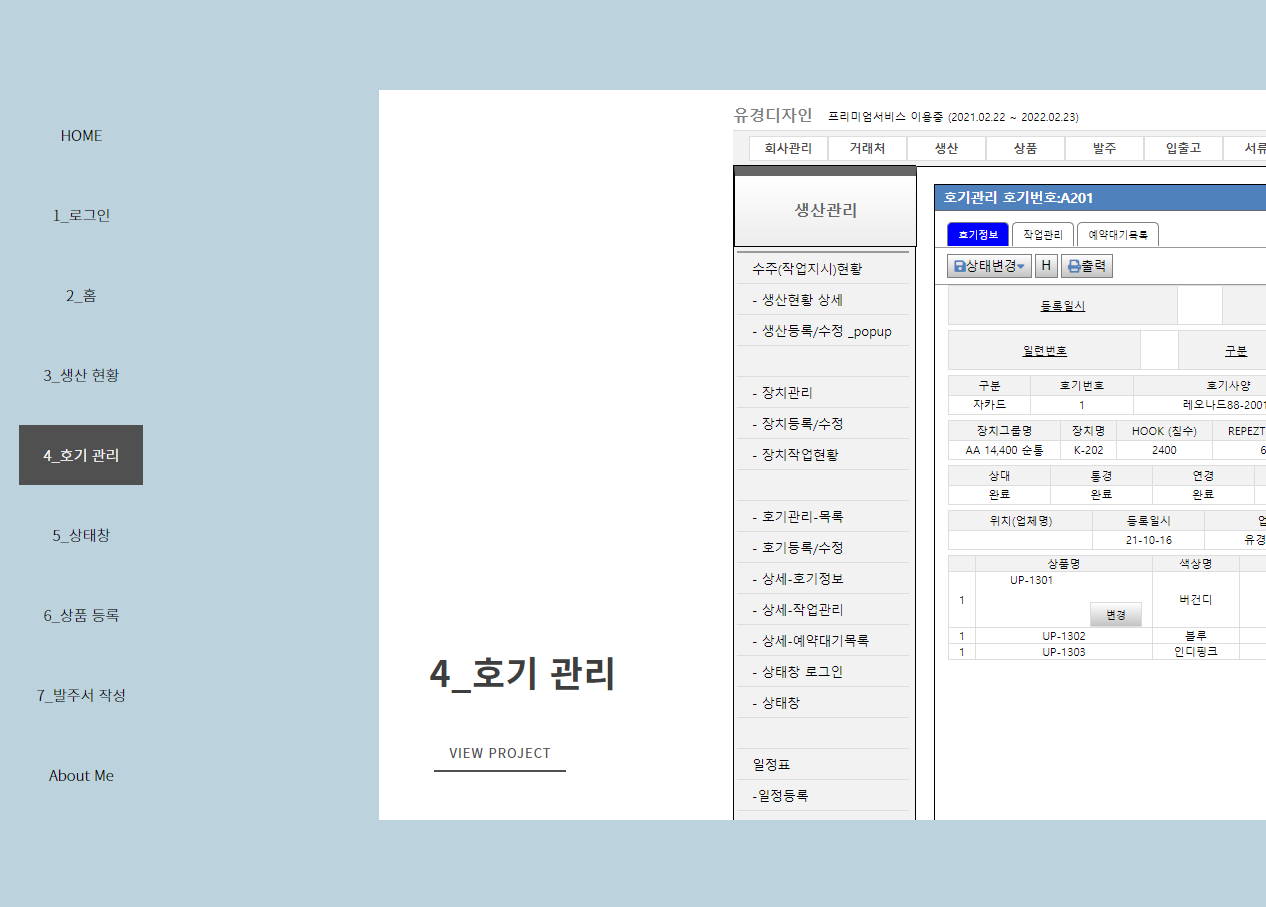 HOME
1_로그인
2_홈
3_생산 현황
4_호기 관리
5_상태창
6_상품 등록
7_발주서 작성
About Me
4_호기 관리
VIEW PROJECT
유경디자인 프리미엄서비스 이용중 (2021.02.22 ~ 2022.02.23)
회사관리 거래처 생산 상품 발주 입출고 서류
생산관리
수주(작업지시)현황
- 생산현황 상세
- 생산등록/수정 _popup
- 장치관리
- 장치등록/수정
- 장치작업현황
- 호기관리-목록
- 호기등록/수정
- 상세-호기정보
- 상세-작업관리
- 상세-예약대기목록
- 상태창 로그인
- 상태창
일정표
-일정등록
호기관리 호기번호:A201
호기정보 작업관리 예약대기목록
상태변경 H 출력
등록일시
일련번호 구분
구분 호기번호 호기사양
자카드 1 레오나드88-2001
장치그룹명 장치명 HOOK (침수) REPEZT
AA 14,400 순통 K-202 2400 6
상대 통경 연경
완료 완료 완료
위치(업체명) 등록일시 업
21-10-16 유경
상품명 색상명
1 UP-1301 버건디
변경
1 UP-1302 블루
1 UP-1303 인디핑크